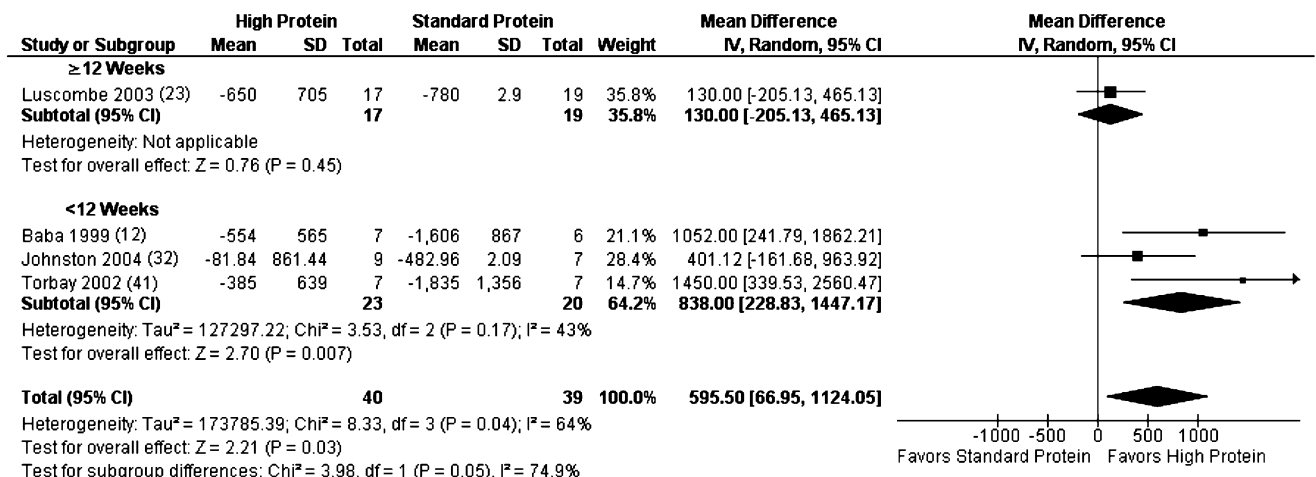 High Protein Standard Protein Mean Difference Mean Difference
Study or Subgroup Mean SD Total Mean SD Total Weight IV, Random, 95% CI IV, Random, 95% CI
≥12 Weeks
Luscombe 2003 (23) -650 705 17 -780 2.9 19 35.8% 130.00 [-205.13, 465.13]
Subtotal (95% CI) 17 19 35.8% 130.00 [-205.13, 465.13]
Heterogeneity: Not applicable
Test for overall effect: Z = 0.76 (P = 0.45)
<12 Weeks
Baba 1999 (12) -554 565 7 -1,606 867 6 21.1% 1052.00 [241.79, 1862.21]
Johnston 2004 (32) -81.84 861.44 9 -482.96 2.09 7 28.4% 401.12 [-161.68, 963.92]
Torbay 2002 (41) -385 639 7 -1,835 1,356 7 14.7% 1450.00 [339.53, 2560.47]
Subtotal (95% CI) 23 20 64.2% 838.00 [228.83, 1447.17]
Heterogeneity: Tau² = 127297.22; Chi² = 3.53, df = 2 (P = 0.17); I² = 43%
Test for overall effect: Z = 2.70 (P = 0.007)
Total (95% CI) 40 39 100.0% 595.50 [66.95, 1124.05]
Heterogeneity: Tau² = 173785.39; Chi² = 8.33, df = 3 (P = 0.04); I² = 64%
Test for overall effect: Z = 2.21 (P = 0.03)
Test for subgroup differences: Chi² = 3.98, df = 1 (P = 0.05), I² = 74.9%
-1000 -500 0 1000
Favors Standard Protein Favors High Protein